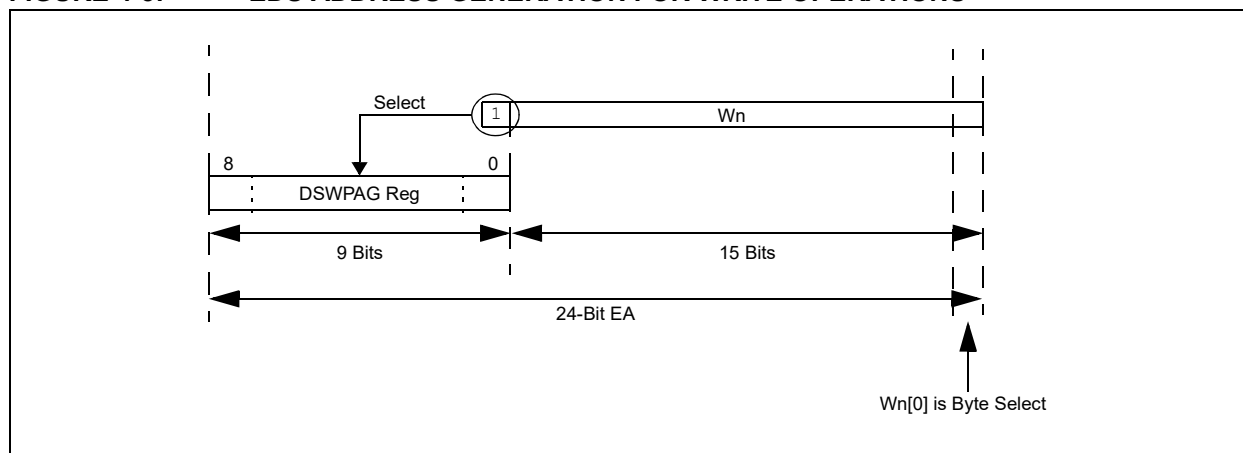 Select
1
Wn
8
0
DSWPAG Reg
9 Bits
15 Bits
24-Bit EA
Wn[0] is Byte Select